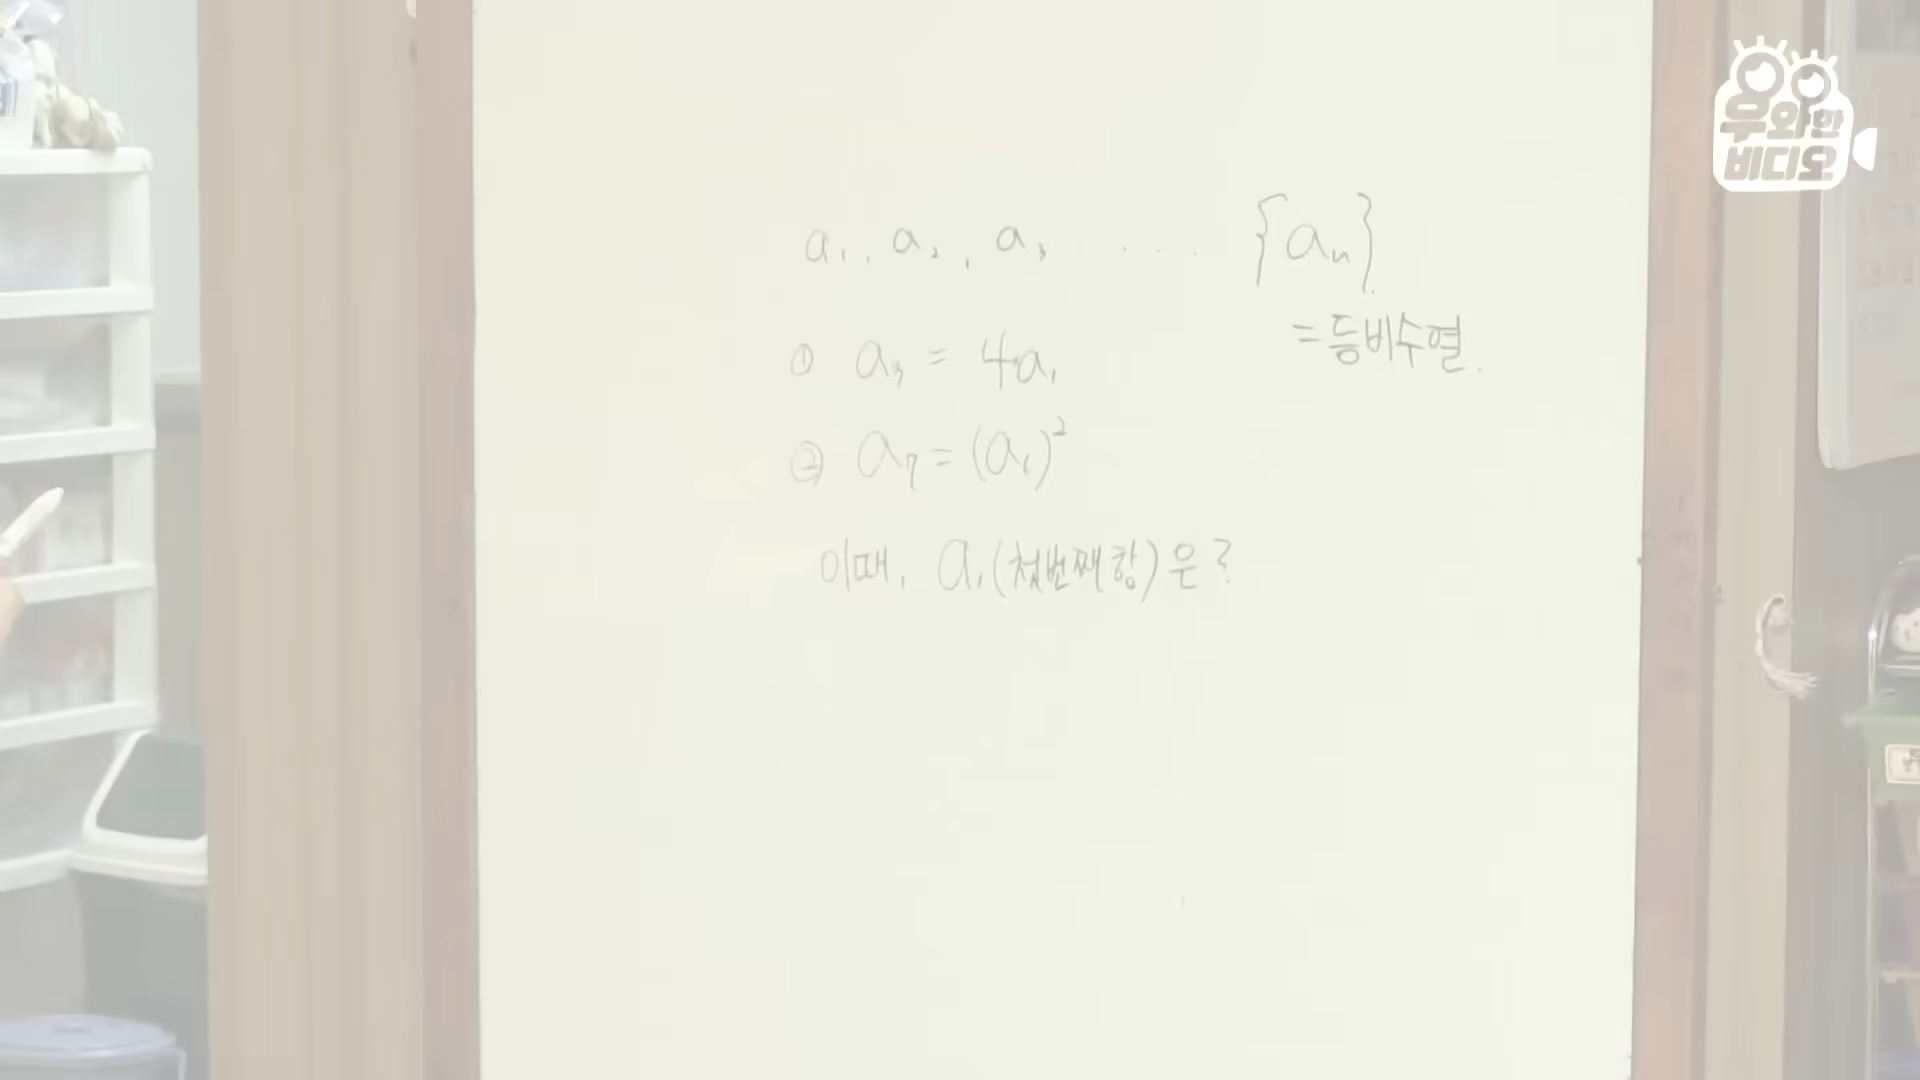 우와한
비디오
a₁, a₂, a₃ ..... {aₙ}
= 등비수열.
① a₃ = 4a₁
② a₇ = (a₆)²
이때, a₁(첫번째 항)은?